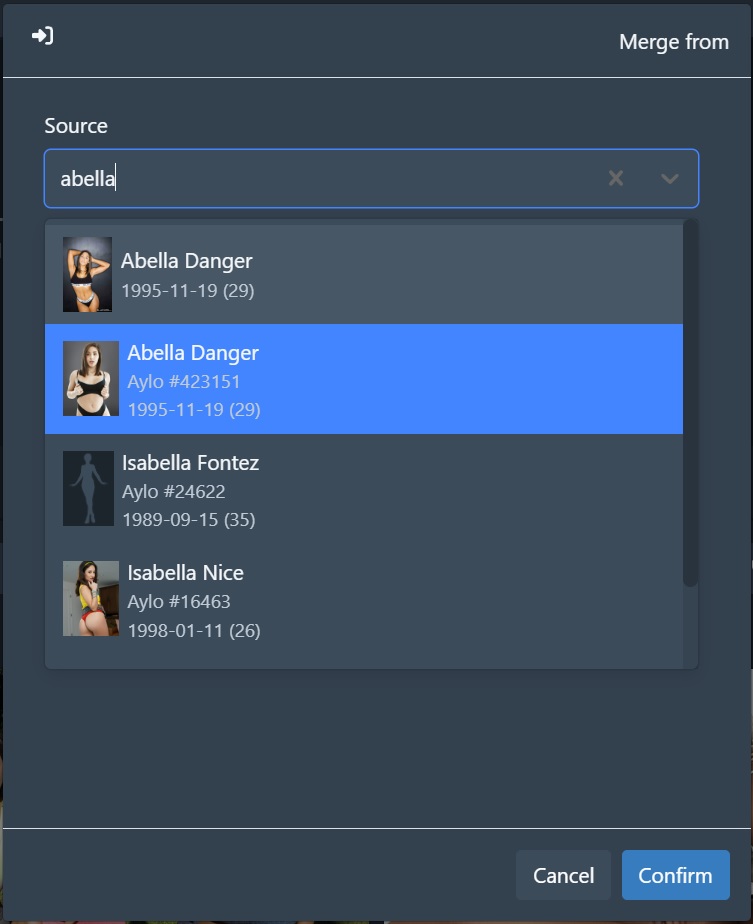 Merge from
Source
abella
Abella Danger
1995-11-19 (29)
Abella Danger
Aylo #423151
1995-11-19 (29)
Isabella Fontez
Aylo #24622
1989-09-15 (35)
Isabella Nice
Aylo #16463
1998-01-11 (26)
Cancel
Confirm